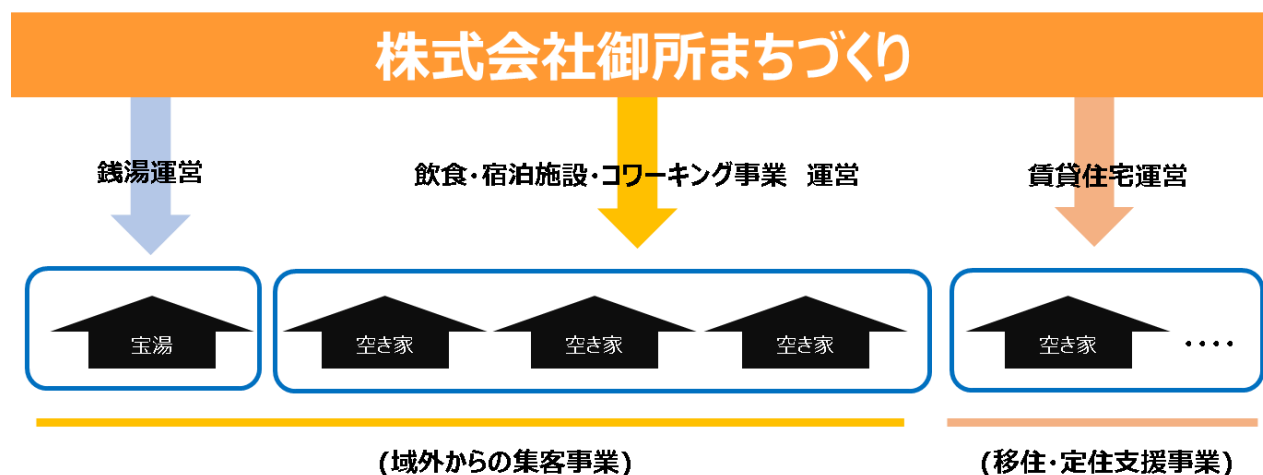 株式会社御所まちづくり
銭湯運営
飲食・宿泊施設・コワーキング事業 運営
賃貸住宅運営
宝湯
空き家
空き家
空き家
空き家
････
(域外からの集客事業)
(移住・定住支援事業)